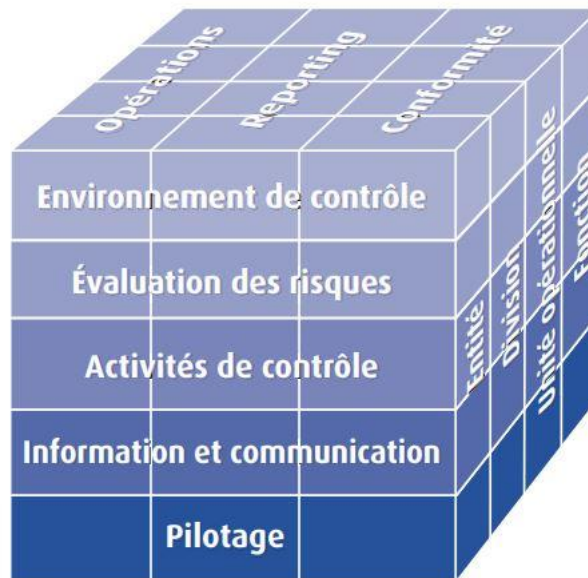 Opérations
Reporting
Conformité
Environnement de contrôle
Évaluation des risques
Activités de contrôle
Information et communication
Pilotage
Entité
Division
Unité opérationnelle
Fonction